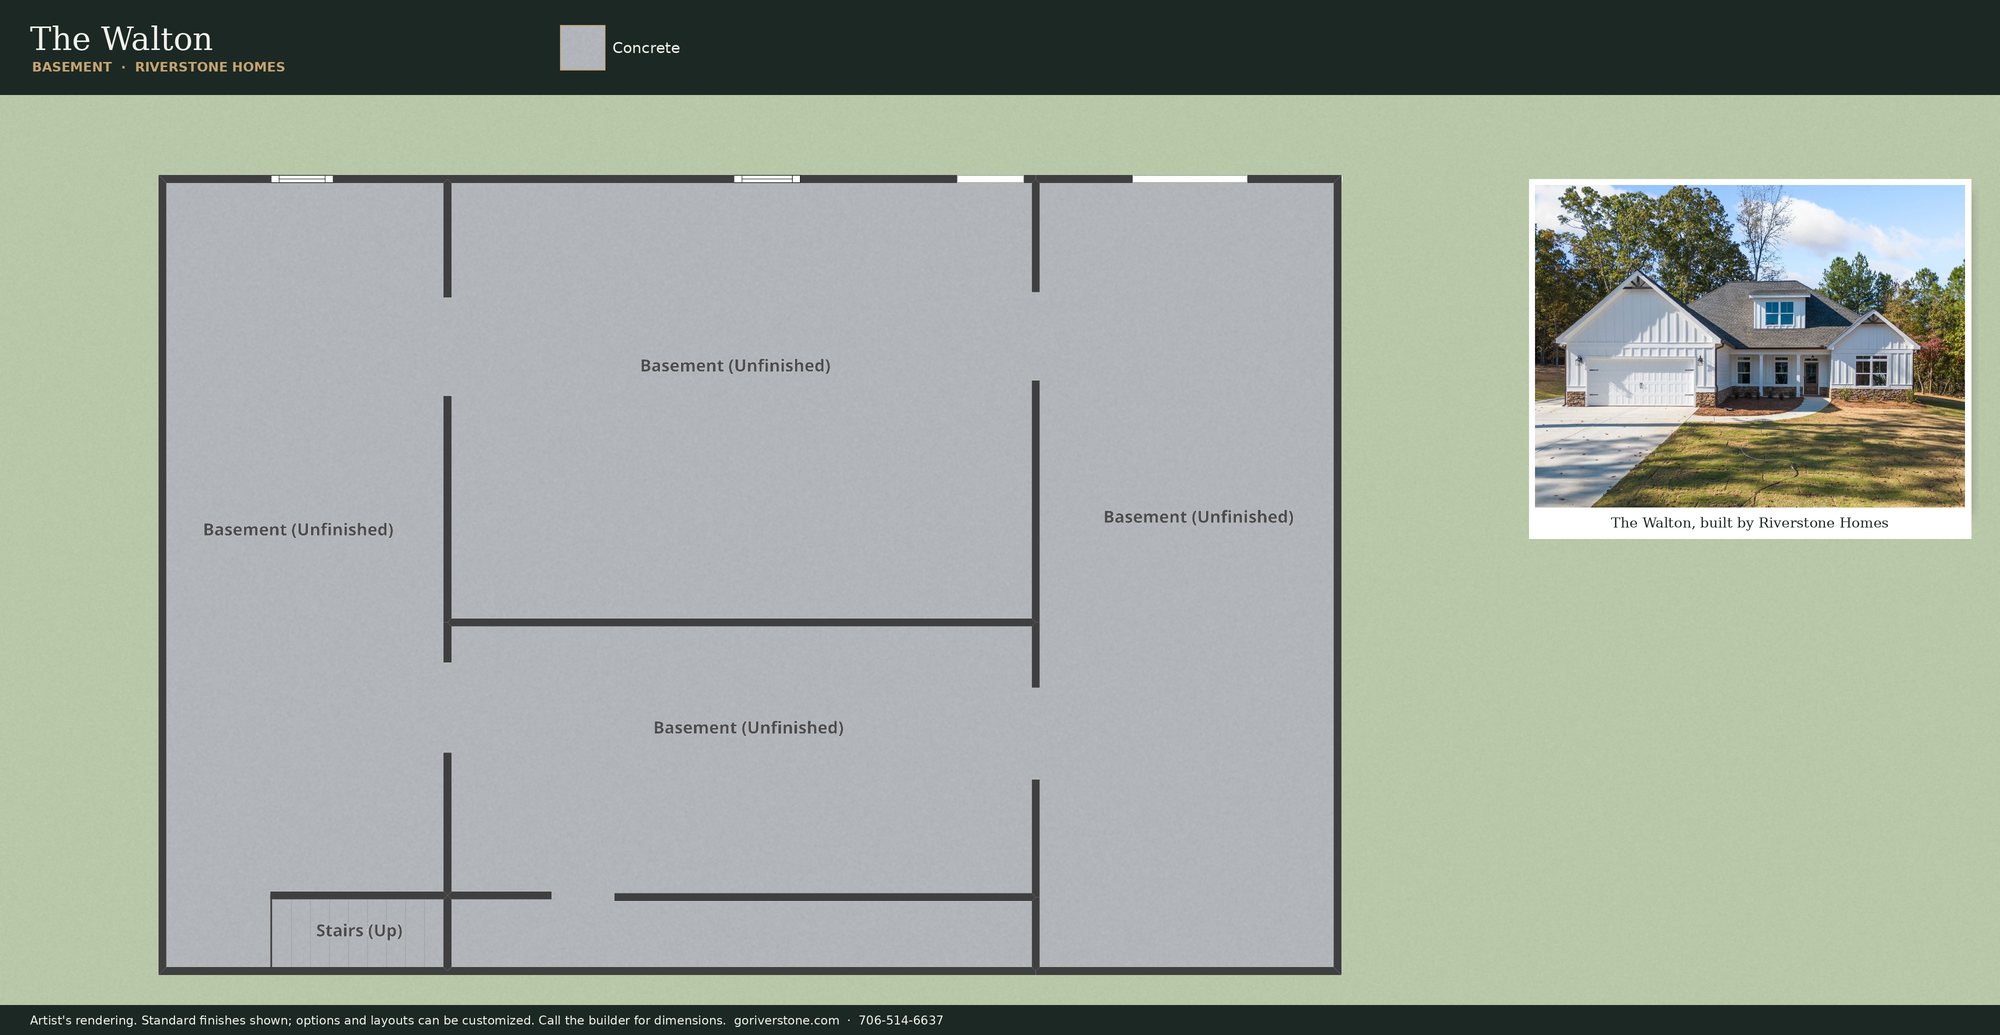 The Walton
BASEMENT · RIVERSTONE HOMES
Concrete
Basement (Unfinished)
Basement (Unfinished)
Basement (Unfinished)
Basement (Unfinished)
Stairs (Up)
The Walton, built by Riverstone Homes
Artist's rendering. Standard finishes shown; options and layouts can be customized. Call the builder for dimensions. goriverstone.com · 706-514-6637